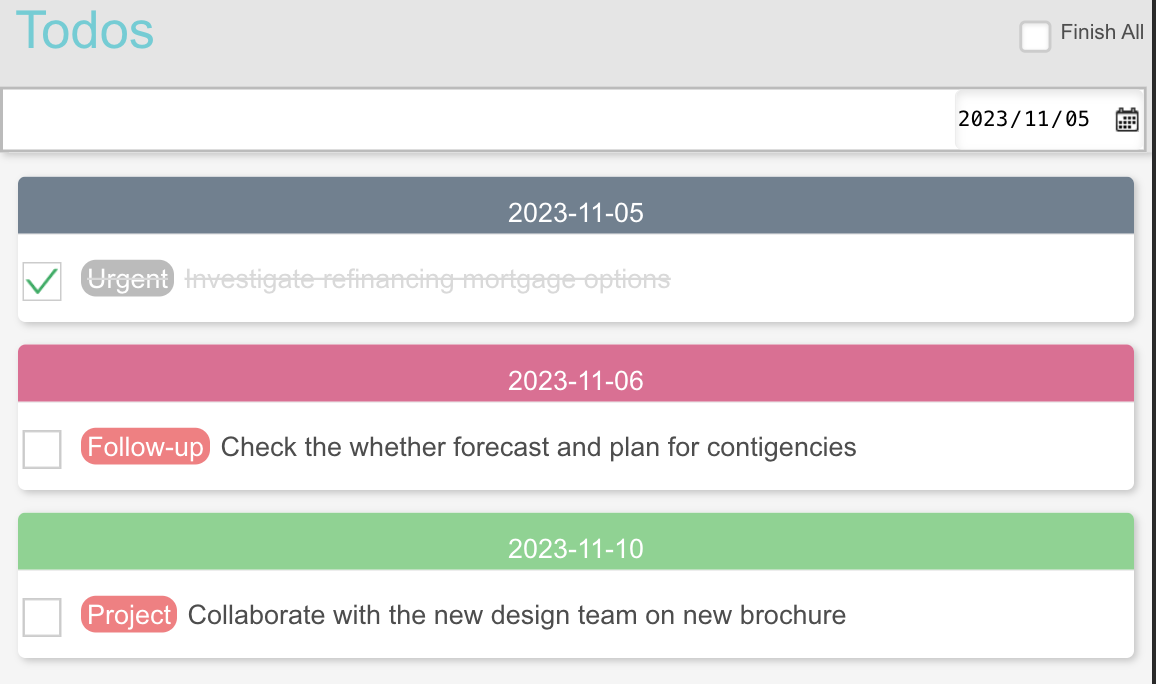 Todos
Finish All
2023/11/05
2023-11-05
Urgent Investigate refinancing mortgage options
2023-11-06
Follow-up Check the whether forecast and plan for contigencies
2023-11-10
Project Collaborate with the new design team on new brochure